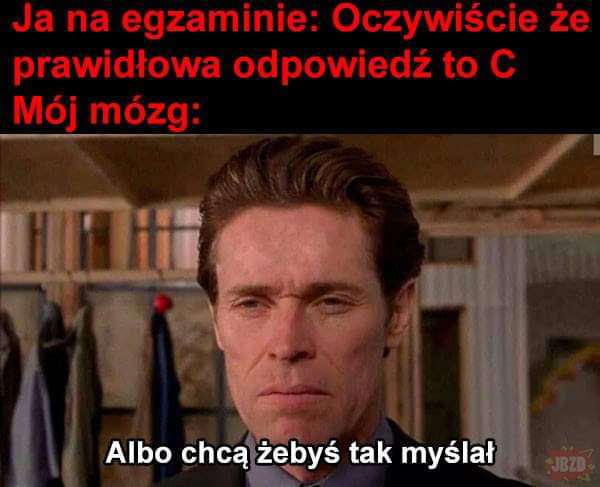 Ja na egzaminie: Oczywiście że
prawidłowa odpowiedź to C
Mój mózg:
Albo chcą żebyś tak myślał
JBZD